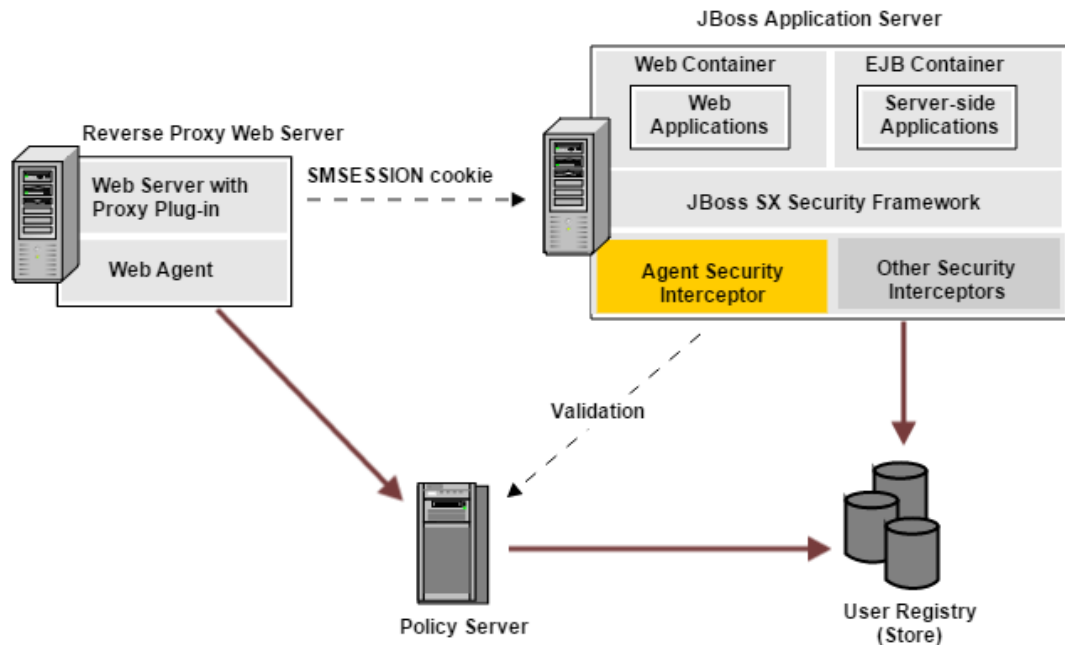 JBoss Application Server
Web Container
EJB Container
Web
Applications
Server-side
Applications
Reverse Proxy Web Server
Web Server with
Proxy Plug-in
SMSESSION cookie
JBoss SX Security Framework
Web Agent
Agent Security
Interceptor
Other Security
Interceptors
Validation
Policy Server
User Registry
(Store)